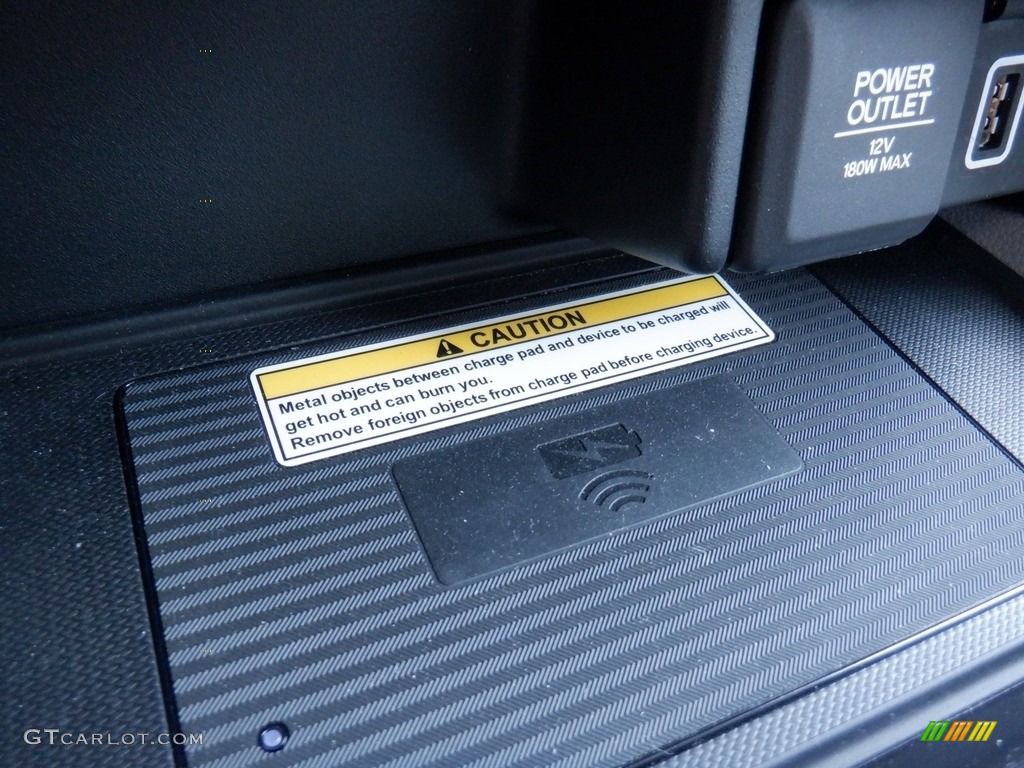 POWER
OUTLET
12V
180W MAX
CAUTION
Metal objects between charge pad and device to be charged will
get hot and can burn you.
Remove foreign objects from charge pad before charging device.
GTCARLOT.COM